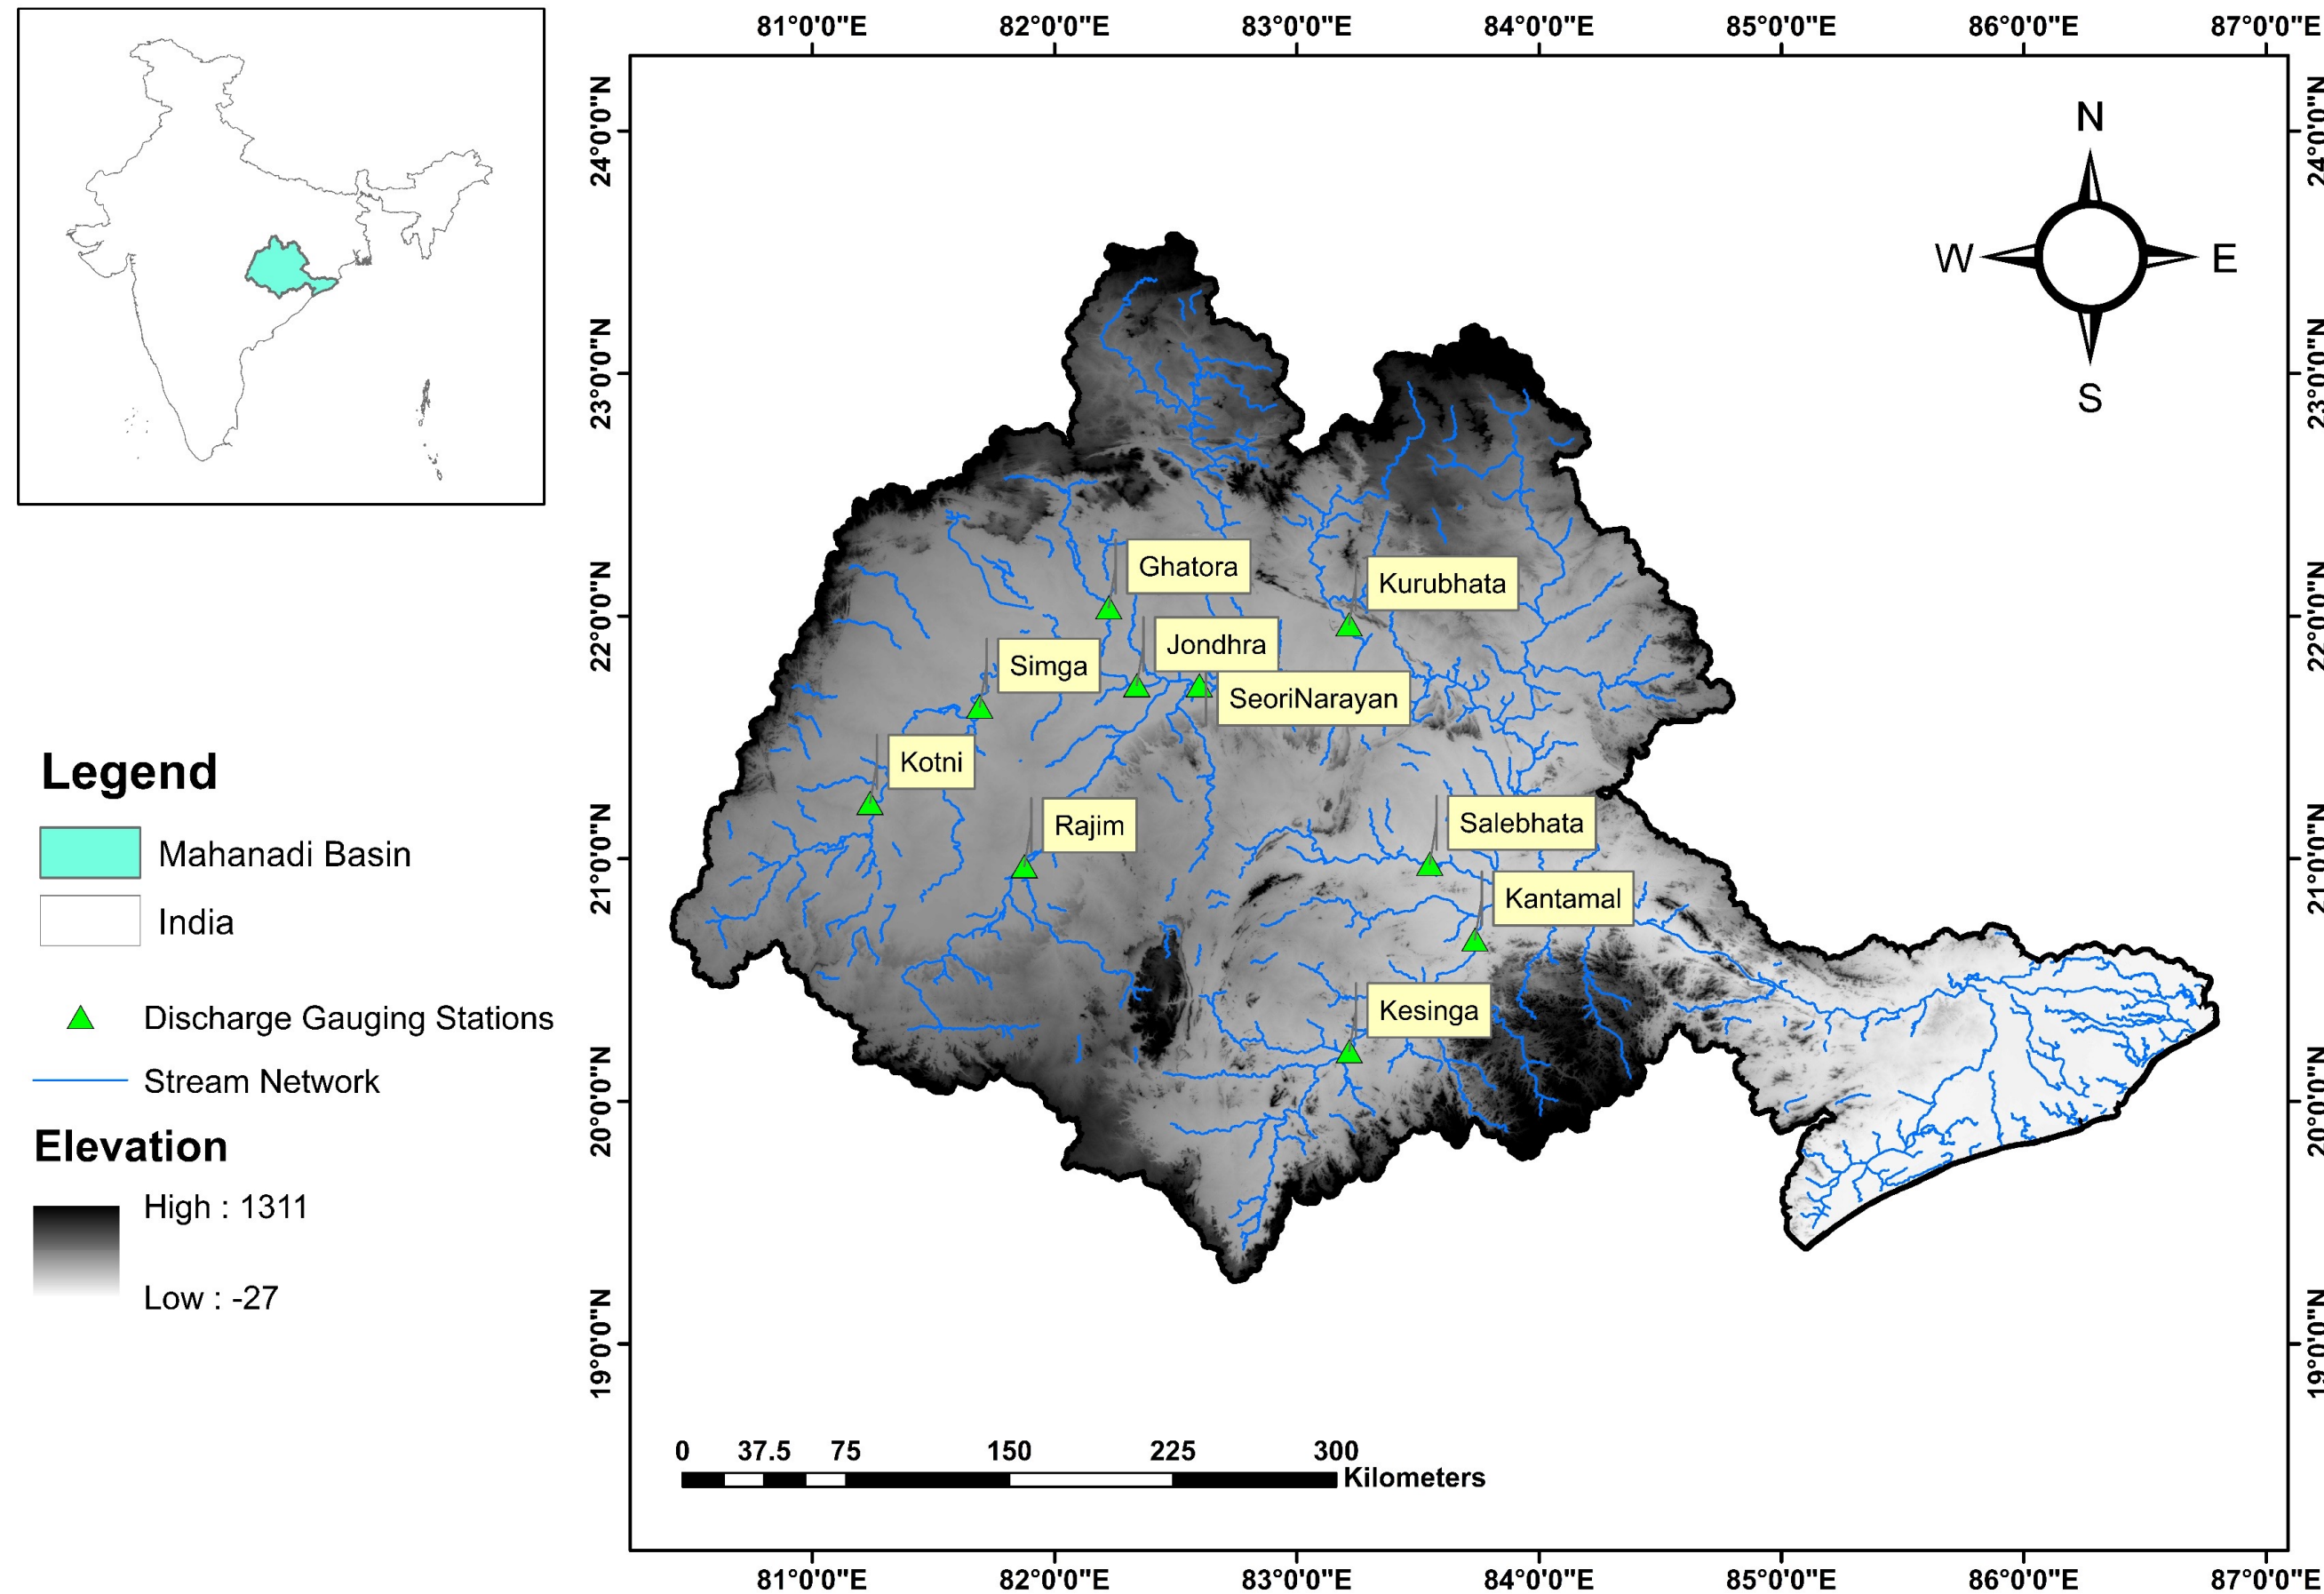 81°0'0"E 82°0'0"E 83°0'0"E 84°0'0"E 85°0'0"E 86°0'0"E 87°0'0"E
24°0'0"N
23°0'0"N
22°0'0"N
21°0'0"N
20°0'0"N
19°0'0"N
N
W
E
S
Ghatora
Kurubhata
Jondhra
Simga
SeoriNarayan
Kotni
Rajim
Salebhata
Kantamal
Kesinga
Legend
Mahanadi Basin
India
Discharge Gauging Stations
Stream Network
Elevation
High : 1311
Low : -27
0 37.5 75 150 225 300
Kilometers
24°0'0"N
23°0'0"N
22°0'0"N
21°0'0"N
20°0'0"N
19°0'0"N
81°0'0"E 82°0'0"E 83°0'0"E 84°0'0"E 85°0'0"E 86°0'0"E 87°0'0"E